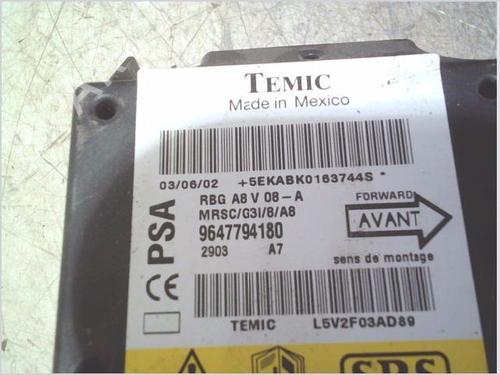 TEMIC
Made in Mexico
03/06/02 +5EKABK0163744S *
RBG A8 V 08-A
MRSC/G3I/8/A8
9647794180
2903 A7
PSA
FORWARD
AVANT
sens de montage
CE
TEMIC L5V2F03AD89
SRS